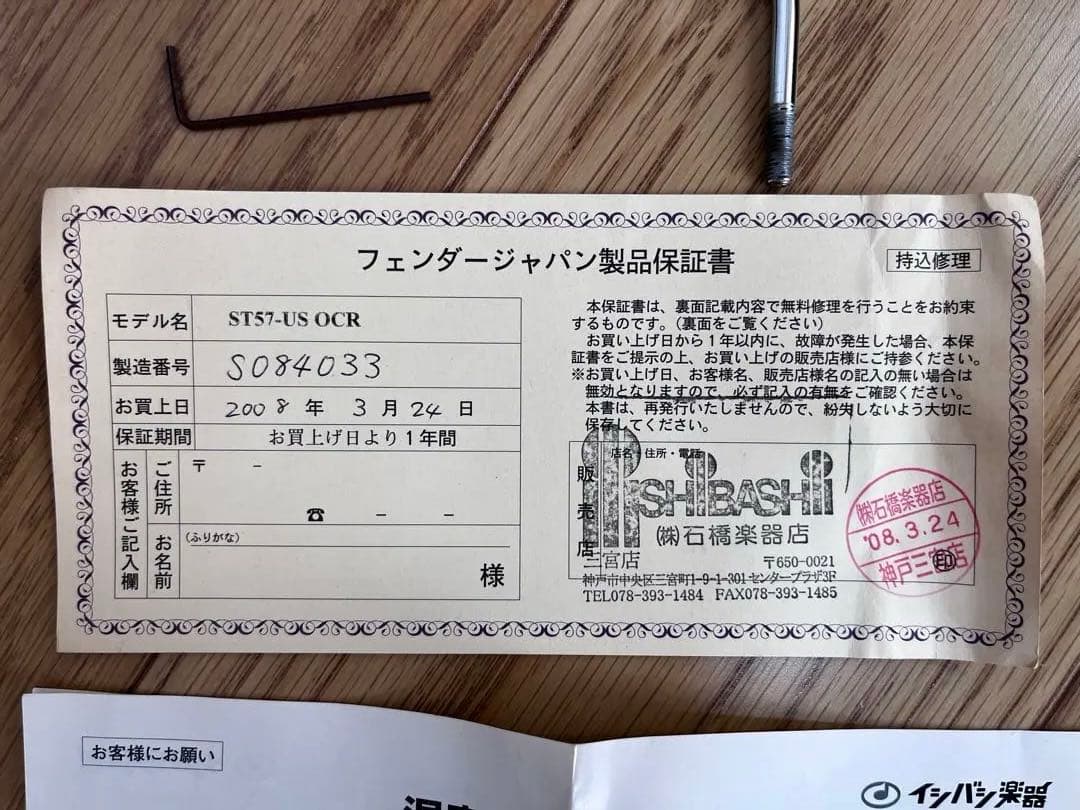 フェンダージャパン製品保証書
持込修理
モデル名 ST57-US OCR
製造番号 S084033
お買上日 2008年 3月24日
保証期間 お買上げ日より1年間
お客様ご記入欄
ご住所
〒 -
☎ - -
お名前
(ふりがな)
様
本保証書は、裏面記載内容で無料修理を行うことをお約束
するものです。(裏面をご覧ください)
お買い上げ日から1年以内に、故障が発生した場合、本保
証書をご提示の上、お買い上げの販売店様にご持参ください。
※お買い上げ日、お客様名、販売店様名の記入の無い場合は
無効となりますので、必ず記入の有無をご確認ください。
本書は、再発行いたしませんので、紛失しないよう大切に
保存してください。
販売店
店名・住所・電話
ISHIBASHI
(株)石橋楽器店
三宮店 〒650-0021
神戸市中央区三宮町1-9-1-301センタープラザ3F
TEL078-393-1484 FAX078-393-1485
(株)石橋楽器店
'08.3.24
神戸三宮店
印
お客様にお願い
イシバシ楽器